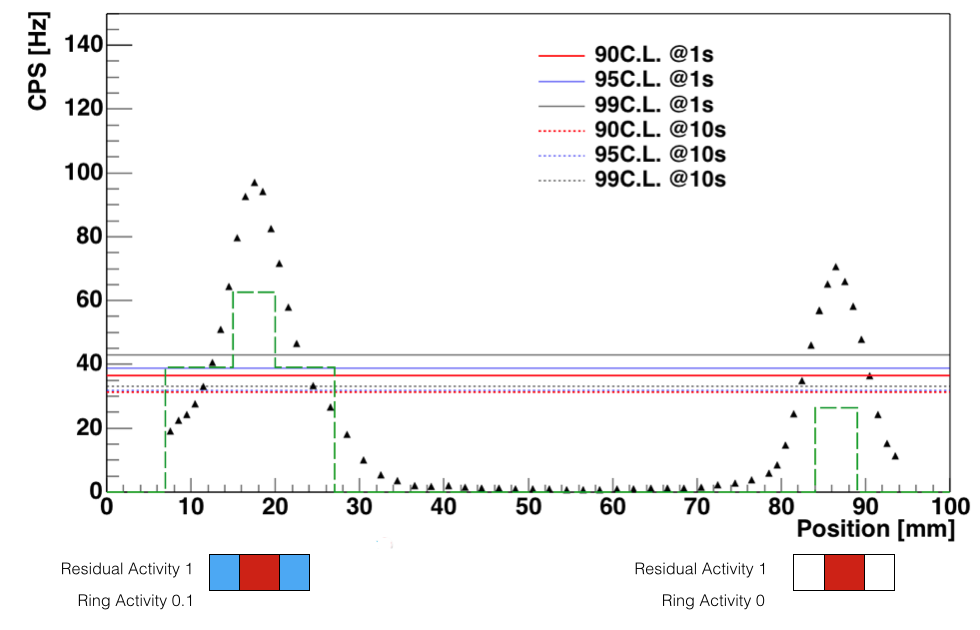 CPS [Hz]
140
120
100
80
60
40
20
0
90C.L. @1s
95C.L. @1s
99C.L. @1s
90C.L. @10s
95C.L. @10s
99C.L. @10s
0 10 20 30 40 50 60 70 80 90 100
Position [mm]
Residual Activity 1
Ring Activity 0.1
Residual Activity 1
Ring Activity 0